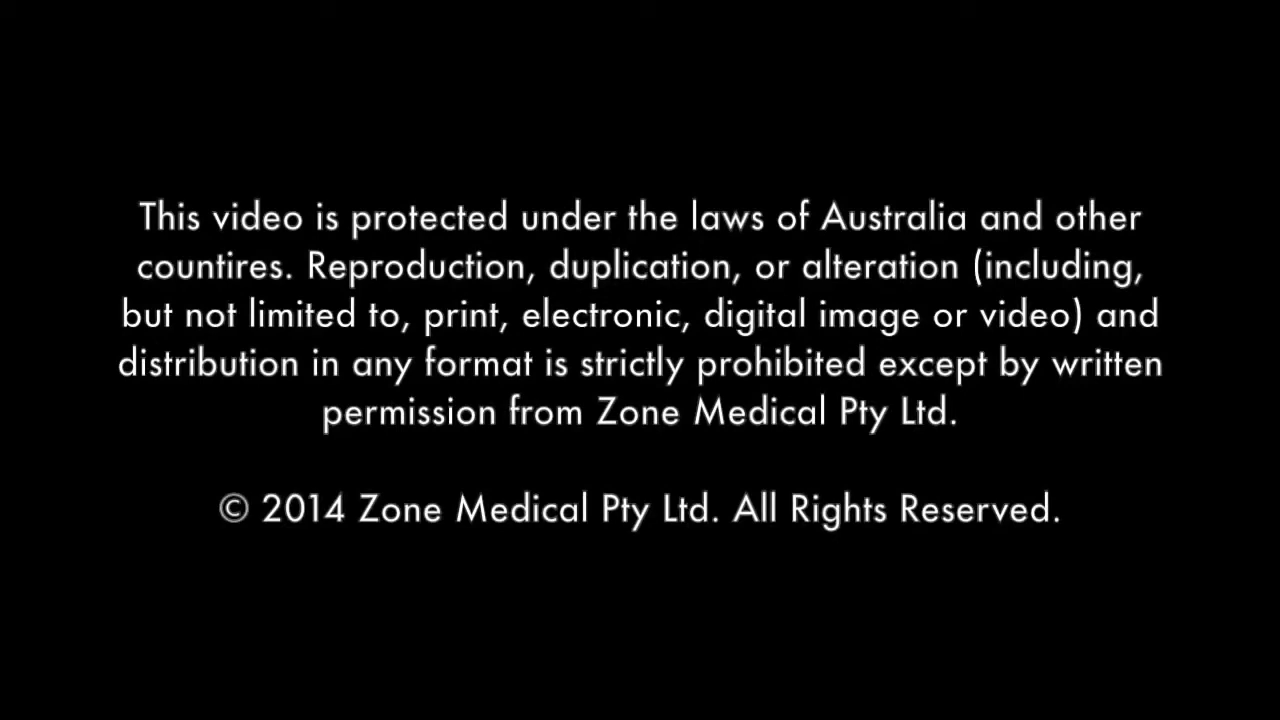 This video is protected under the laws of Australia and other
countires. Reproduction, duplication, or alteration (including,
but not limited to, print, electronic, digital image or video) and
distribution in any format is strictly prohibited except by written
permission from Zone Medical Pty Ltd.
© 2014 Zone Medical Pty Ltd. All Rights Reserved.